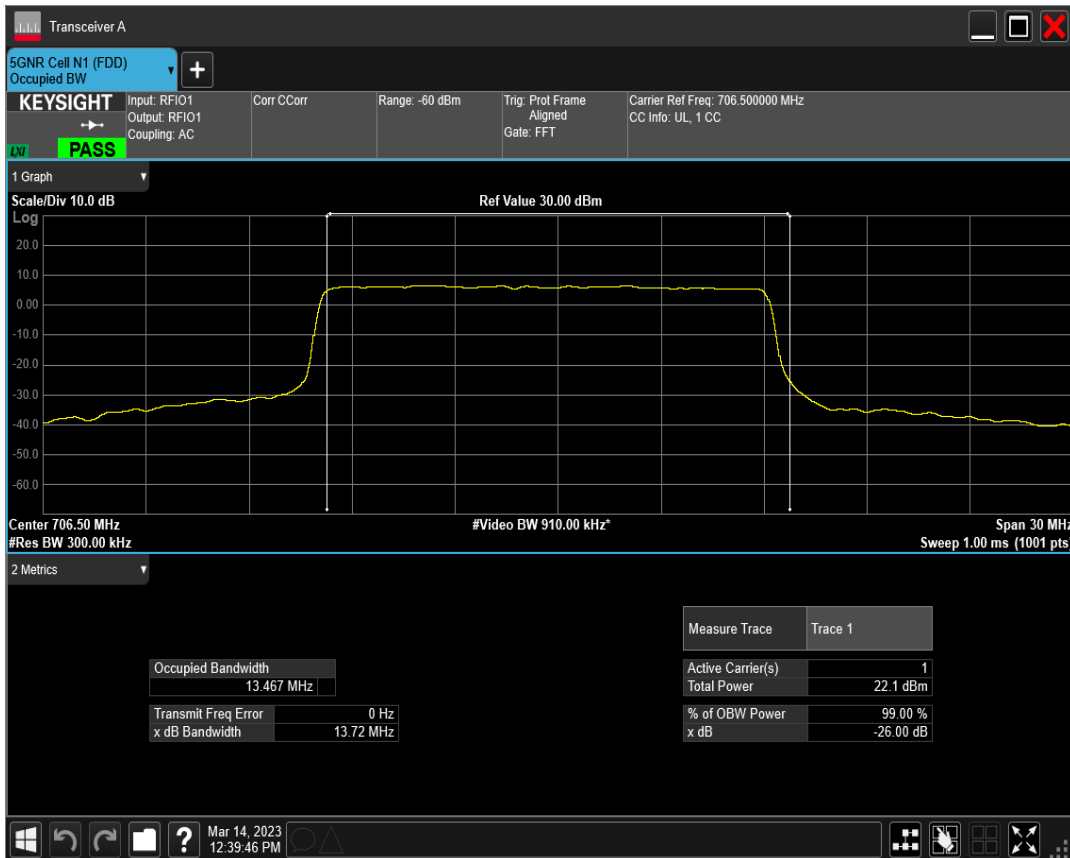 Transceiver A
5GNR Cell N1 (FDD)
Occupied BW
KEYSIGHT
LXI
PASS
Input: RFIO1
Output: RFIO1
Coupling: AC
Corr CCorr
Range: -60 dBm
Trig: Prot Frame
Aligned
Gate: FFT
Carrier Ref Freq: 706.500000 MHz
CC Info: UL, 1 CC
1 Graph
Scale/Div 10.0 dB
Ref Value 30.00 dBm
Log
20.0
10.0
0.00
-10.0
-20.0
-30.0
-40.0
-50.0
-60.0
Center 706.50 MHz
#Video BW 910.00 kHz*
Span 30 MHz
#Res BW 300.00 kHz
Sweep 1.00 ms (1001 pts)
2 Metrics
Measure Trace Trace 1
Occupied Bandwidth
13.467 MHz
Active Carrier(s) 1
Total Power 22.1 dBm
Transmit Freq Error 0 Hz
x dB Bandwidth 13.72 MHz
% of OBW Power 99.00 %
x dB -26.00 dB
Mar 14, 2023
12:39:46 PM